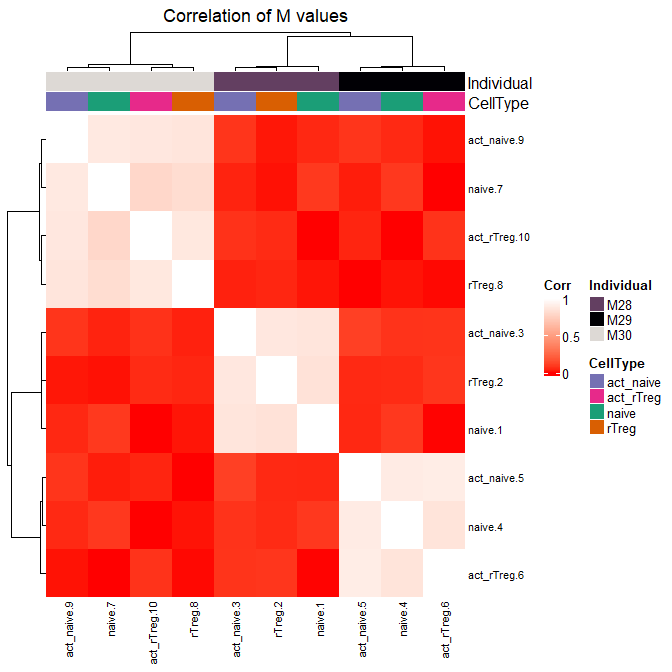 Correlation of M values
Individual
CellType
act_naive.9
naive.7
act_rTreg.10
rTreg.8
act_naive.3
rTreg.2
naive.1
act_naive.5
naive.4
act_rTreg.6
act_naive.9
naive.7
act_rTreg.10
rTreg.8
act_naive.3
rTreg.2
naive.1
act_naive.5
naive.4
act_rTreg.6
Corr
1
0.5
0
Individual
M28
M29
M30
CellType
act_naive
act_rTreg
naive
rTreg